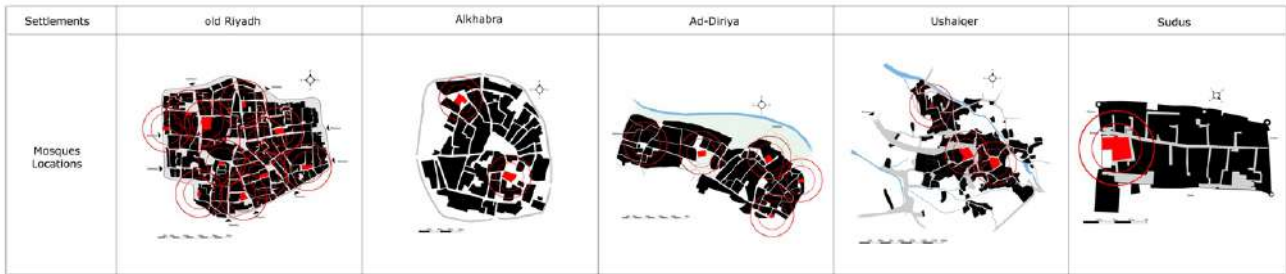 Settlements
old Riyadh
Alkhabra
Ad-Diriya
Ushaiqer
Sudus
Mosques
Locations